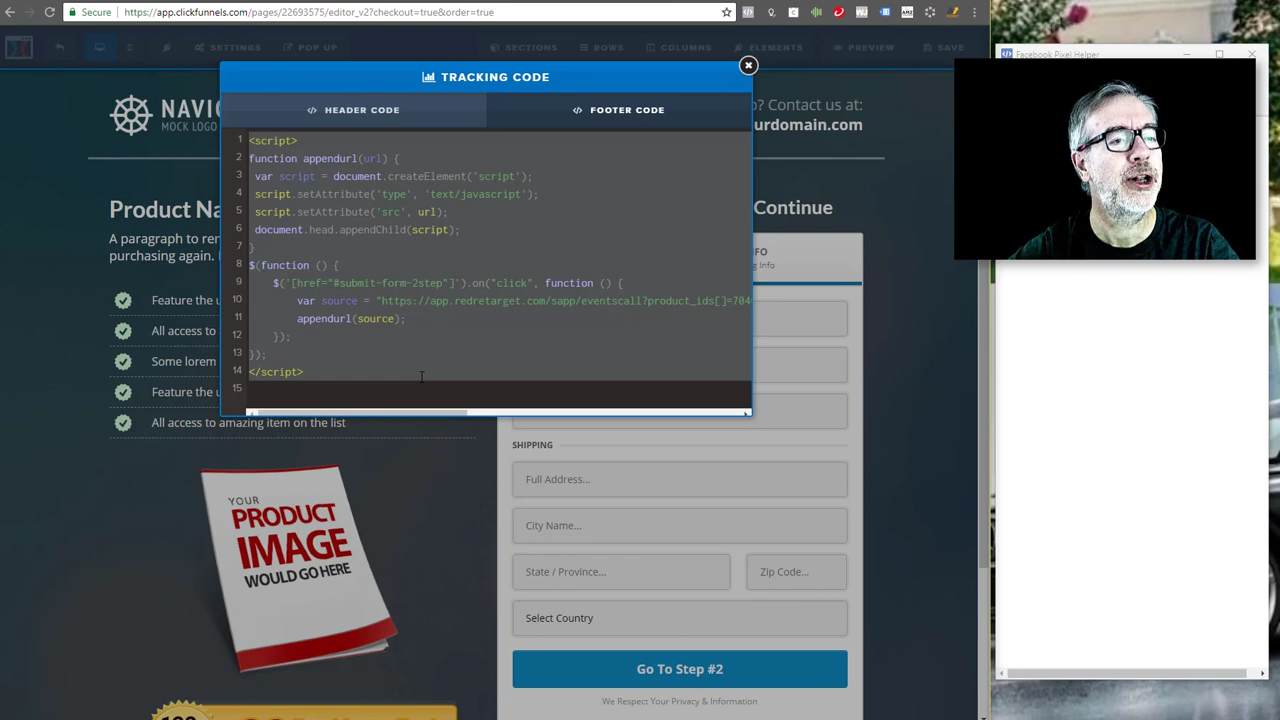 Secure
https://app.clickfunnels.com/pages/22693575/editor_v2?checkout=true&order=true
SETTINGS
POP UP
SECTIONS
ROWS
COLUMNS
ELEMENTS
PREVIEW
SAVE
Facebook Pixel Helper
TRACKING CODE
HEADER CODE
FOOTER CODE
NAVIG
MOCK LOGO
? Contact us at:
urdomain.com
1 <script>
2 function appendurl(url) {
3 var script = document.createElement('script');
4 script.setAttribute('type', 'text/javascript');
5 script.setAttribute('src', url);
6 document.head.appendChild(script);
7 }
8 $(function () {
9 $('[href="#submit-form-2step"]').on("click", function () {
10 var source = "https://app.redretarget.com/sapp/eventscall?product_ids[]=704
11 appendurl(source);
12 });
13 });
14 </script>
15
Product Na
A paragraph to rer
purchasing again.
Feature the u
All access to
Some lorem
Feature the u
All access to amazing item on the list
YOUR
PRODUCT
IMAGE
WOULD GO HERE
Continue
FO
ng Info
SHIPPING
Full Address...
City Name...
State / Province...
Zip Code...
Select Country
Go To Step #2
We Respect Your Privacy & Information